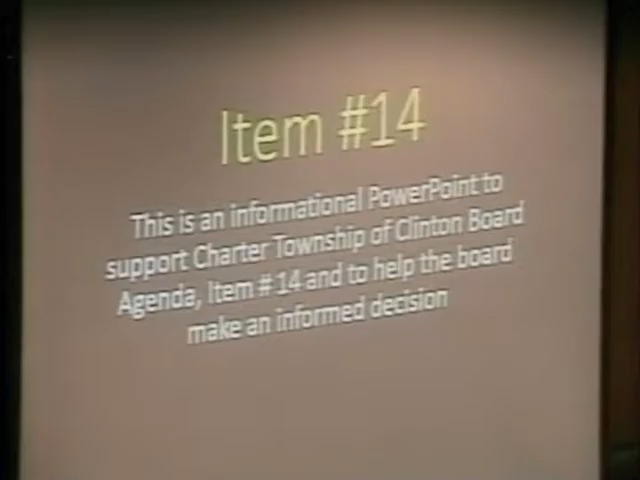 Item #14
This is an informational PowerPoint to
support Charter Township of Clinton Board
Agenda, Item # 14 and to help the board
make an informed decision